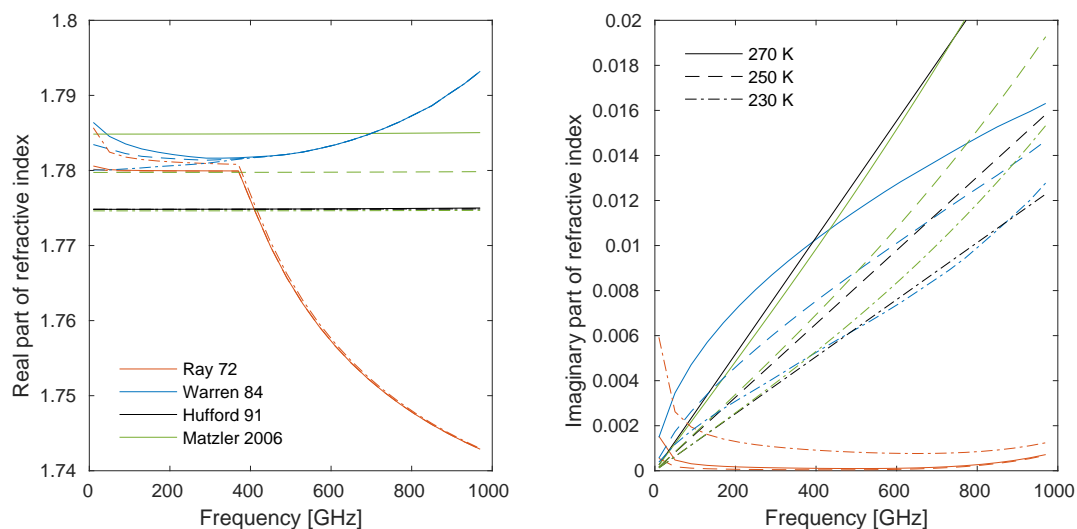 Real part of refractive index
1.8
1.79
1.78
1.77
1.76
1.75
1.74
Ray 72
Warren 84
Hufford 91
Matzler 2006
0
200
400
600
800
1000
Frequency [GHz]
Imaginary part of refractive index
0.02
0.018
0.016
0.014
0.012
0.01
0.008
0.006
0.004
0.002
0
270 K
250 K
230 K
0
200
400
600
800
1000
Frequency [GHz]